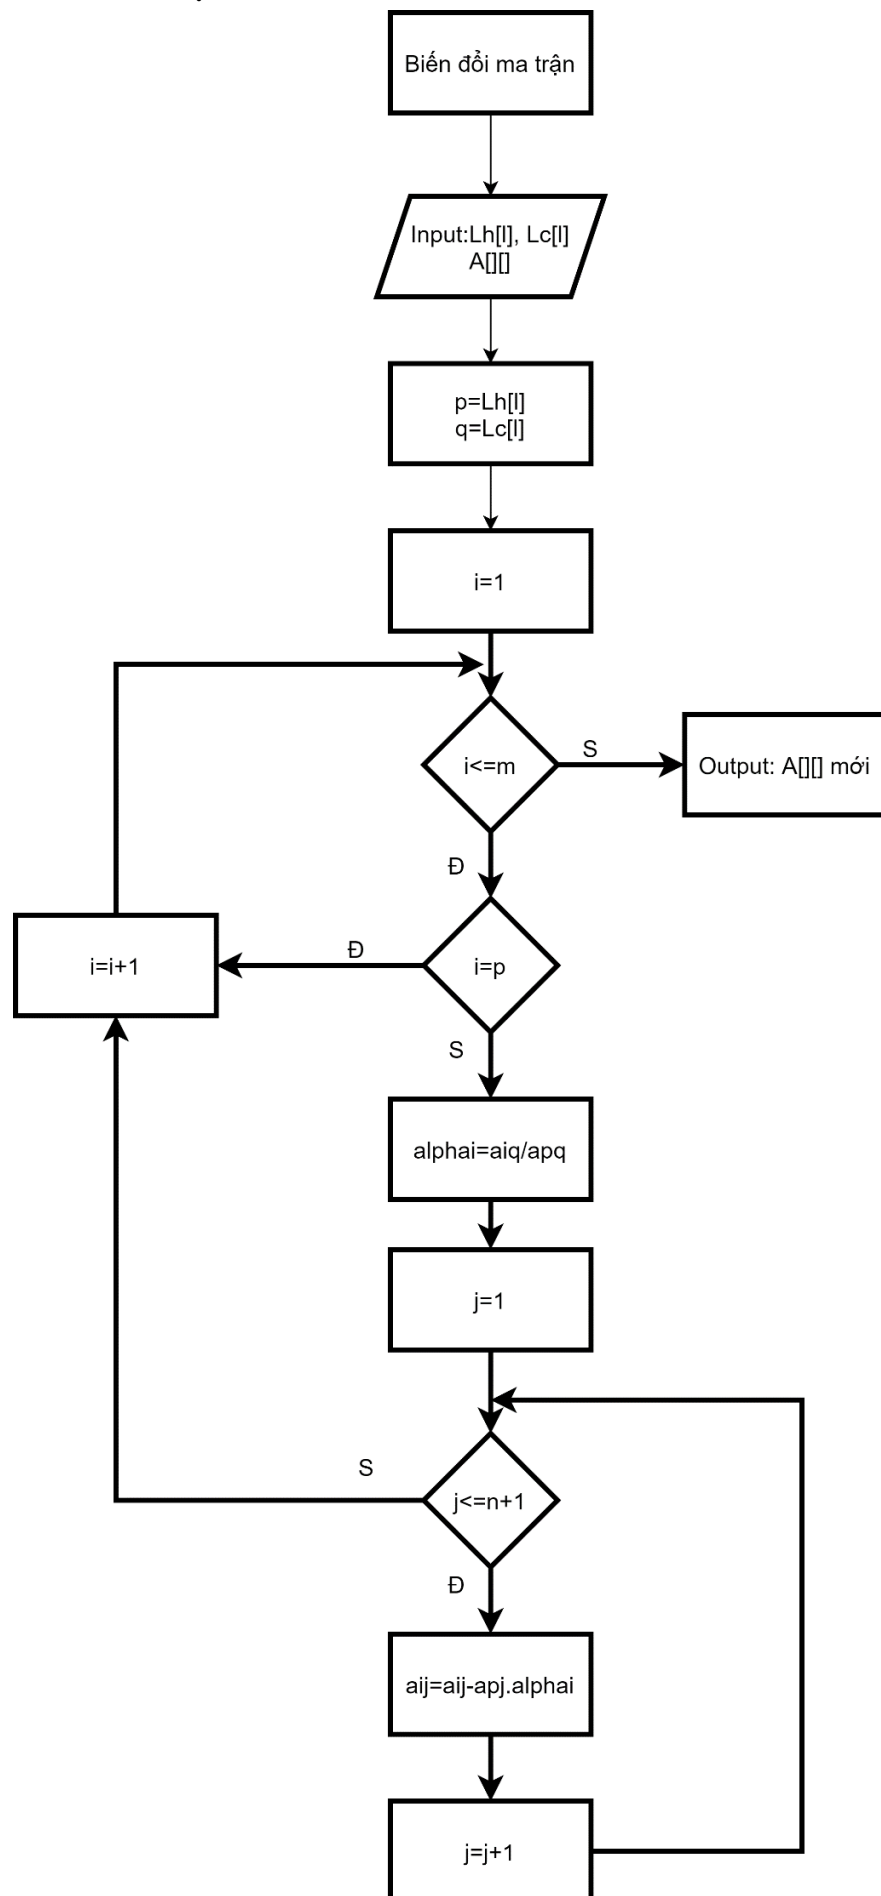 Biến đổi ma trận
Input:Lh[l], Lc[l]
A[][]
p=Lh[l]
q=Lc[l]
i=1
i<=m
S
Output: A[][] mới
Đ
i=p
Đ
i=i+1
S
alphai=aiq/apq
j=1
j<=n+1
S
Đ
aij=aij-apj.alphai
j=j+1